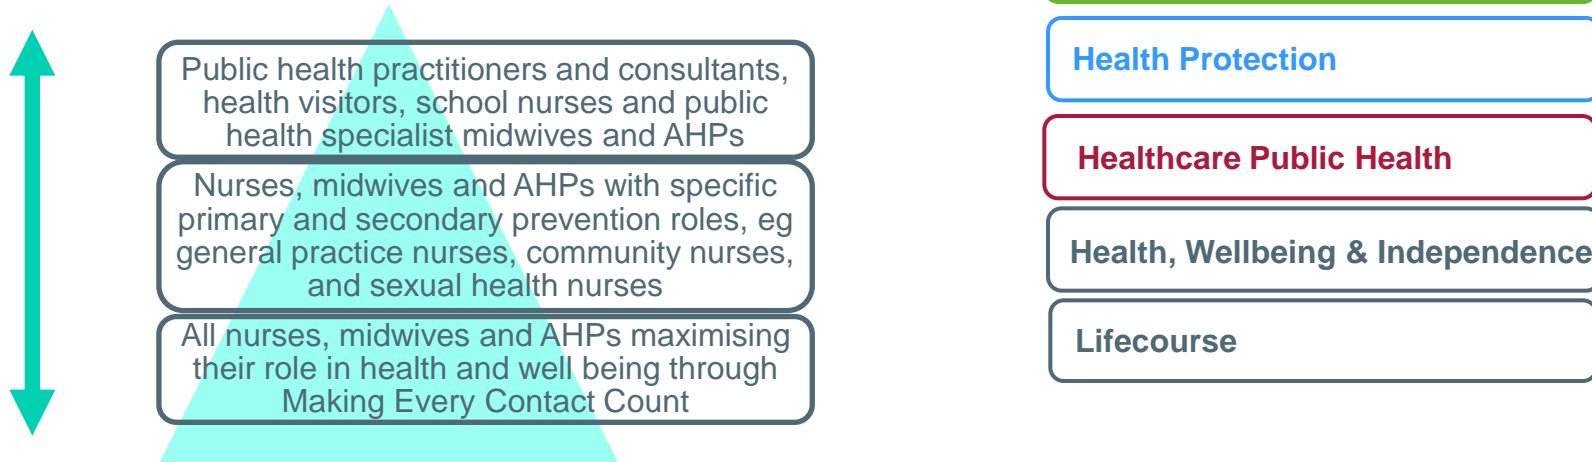 Public health practitioners and consultants,
health visitors, school nurses and public
health specialist midwives and AHPs
Nurses, midwives and AHPs with specific
primary and secondary prevention roles, eg
general practice nurses, community nurses,
and sexual health nurses
All nurses, midwives and AHPs maximising
their role in health and well being through
Making Every Contact Count
Health Protection
Healthcare Public Health
Health, Wellbeing & Independence
Lifecourse